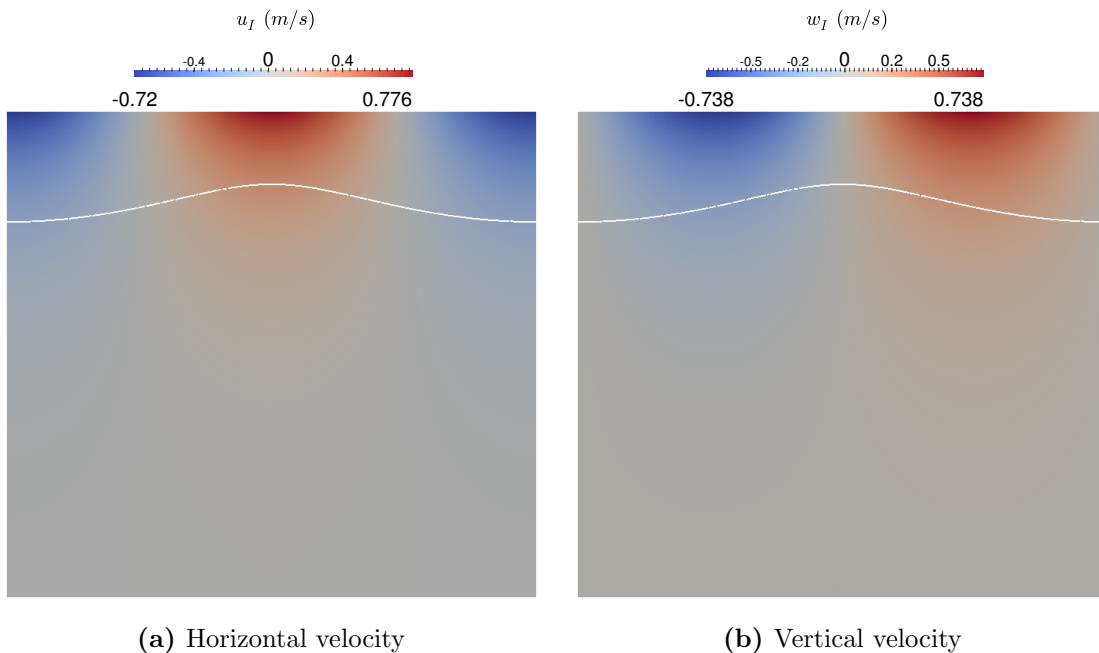 u_I (m/s)
-0.4 0 0.4
-0.72 0.776
w_I (m/s)
-0.5 -0.2 0 0.2 0.5
-0.738 0.738
(a) Horizontal velocity
(b) Vertical velocity